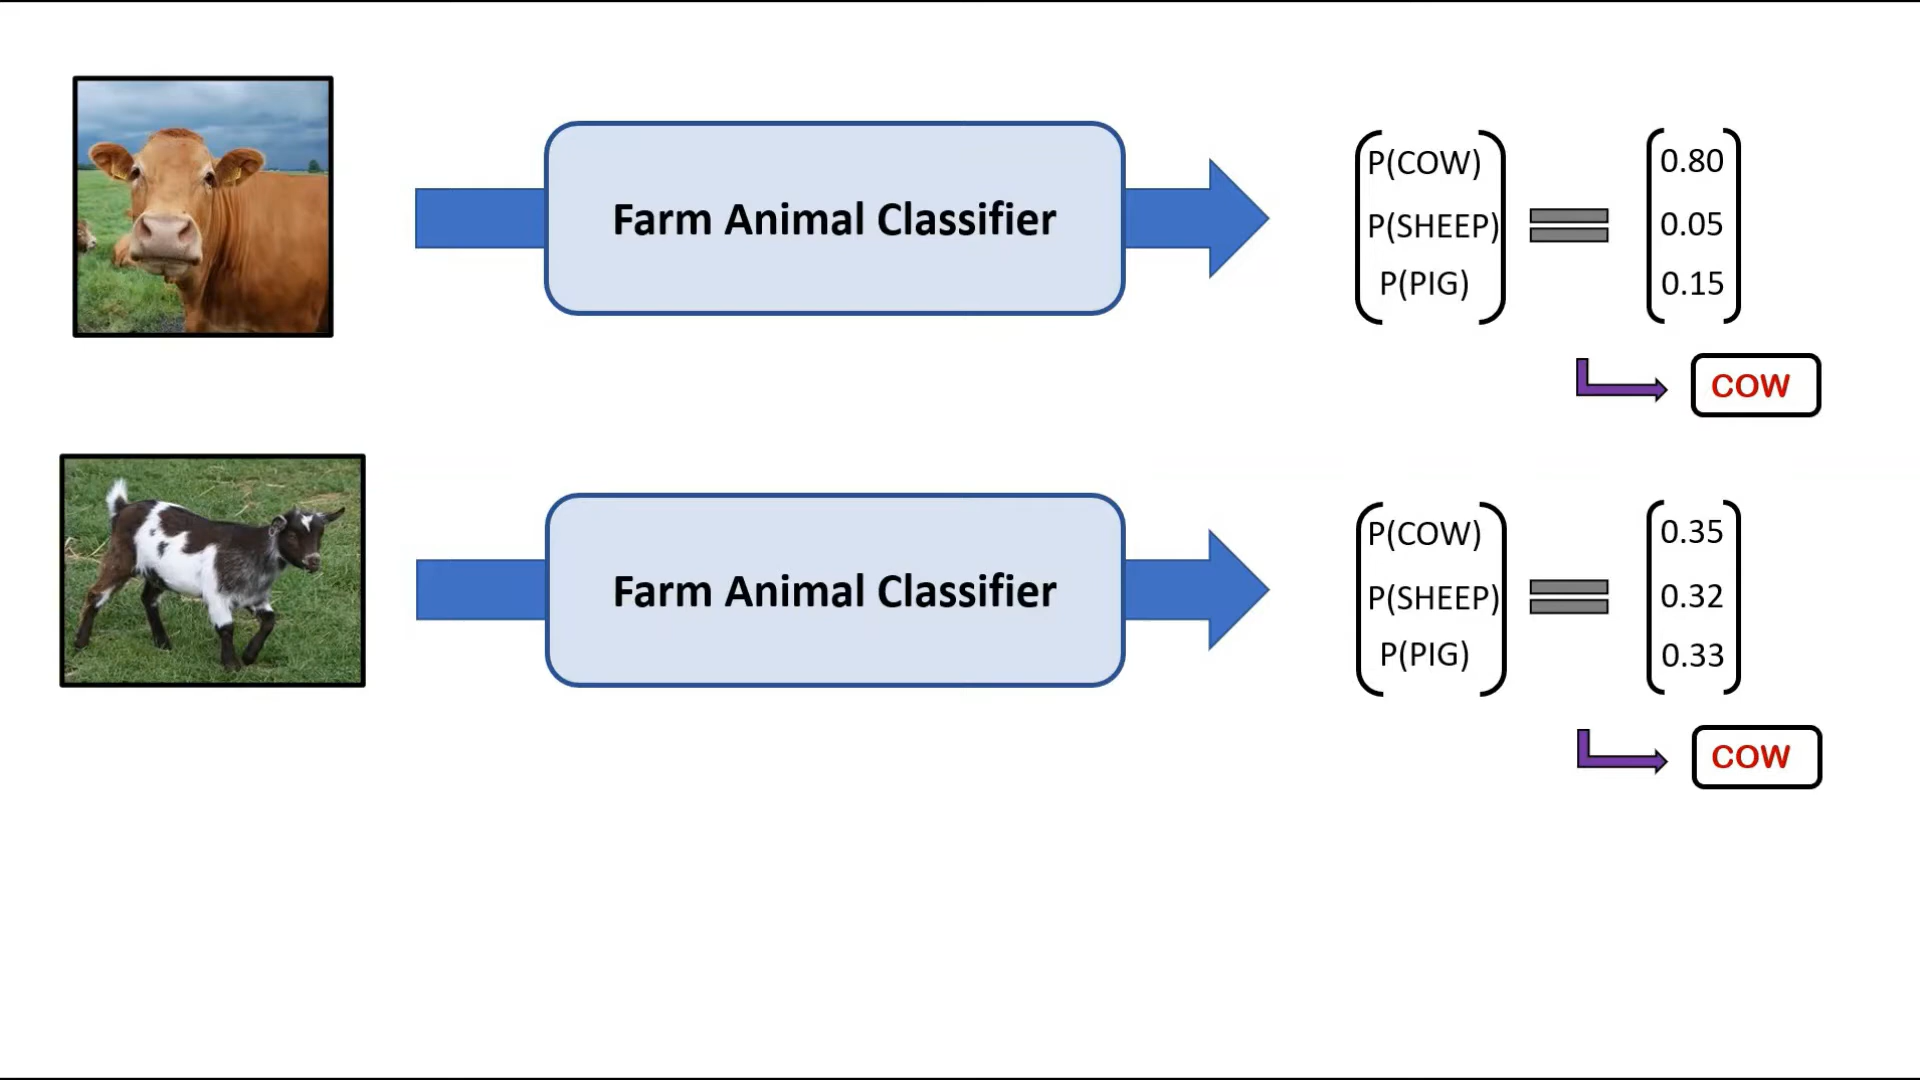 Farm Animal Classifier
P(COW)
P(SHEEP)
P(PIG)
0.80
0.05
0.15
COW
Farm Animal Classifier
P(COW)
P(SHEEP)
P(PIG)
0.35
0.32
0.33
COW